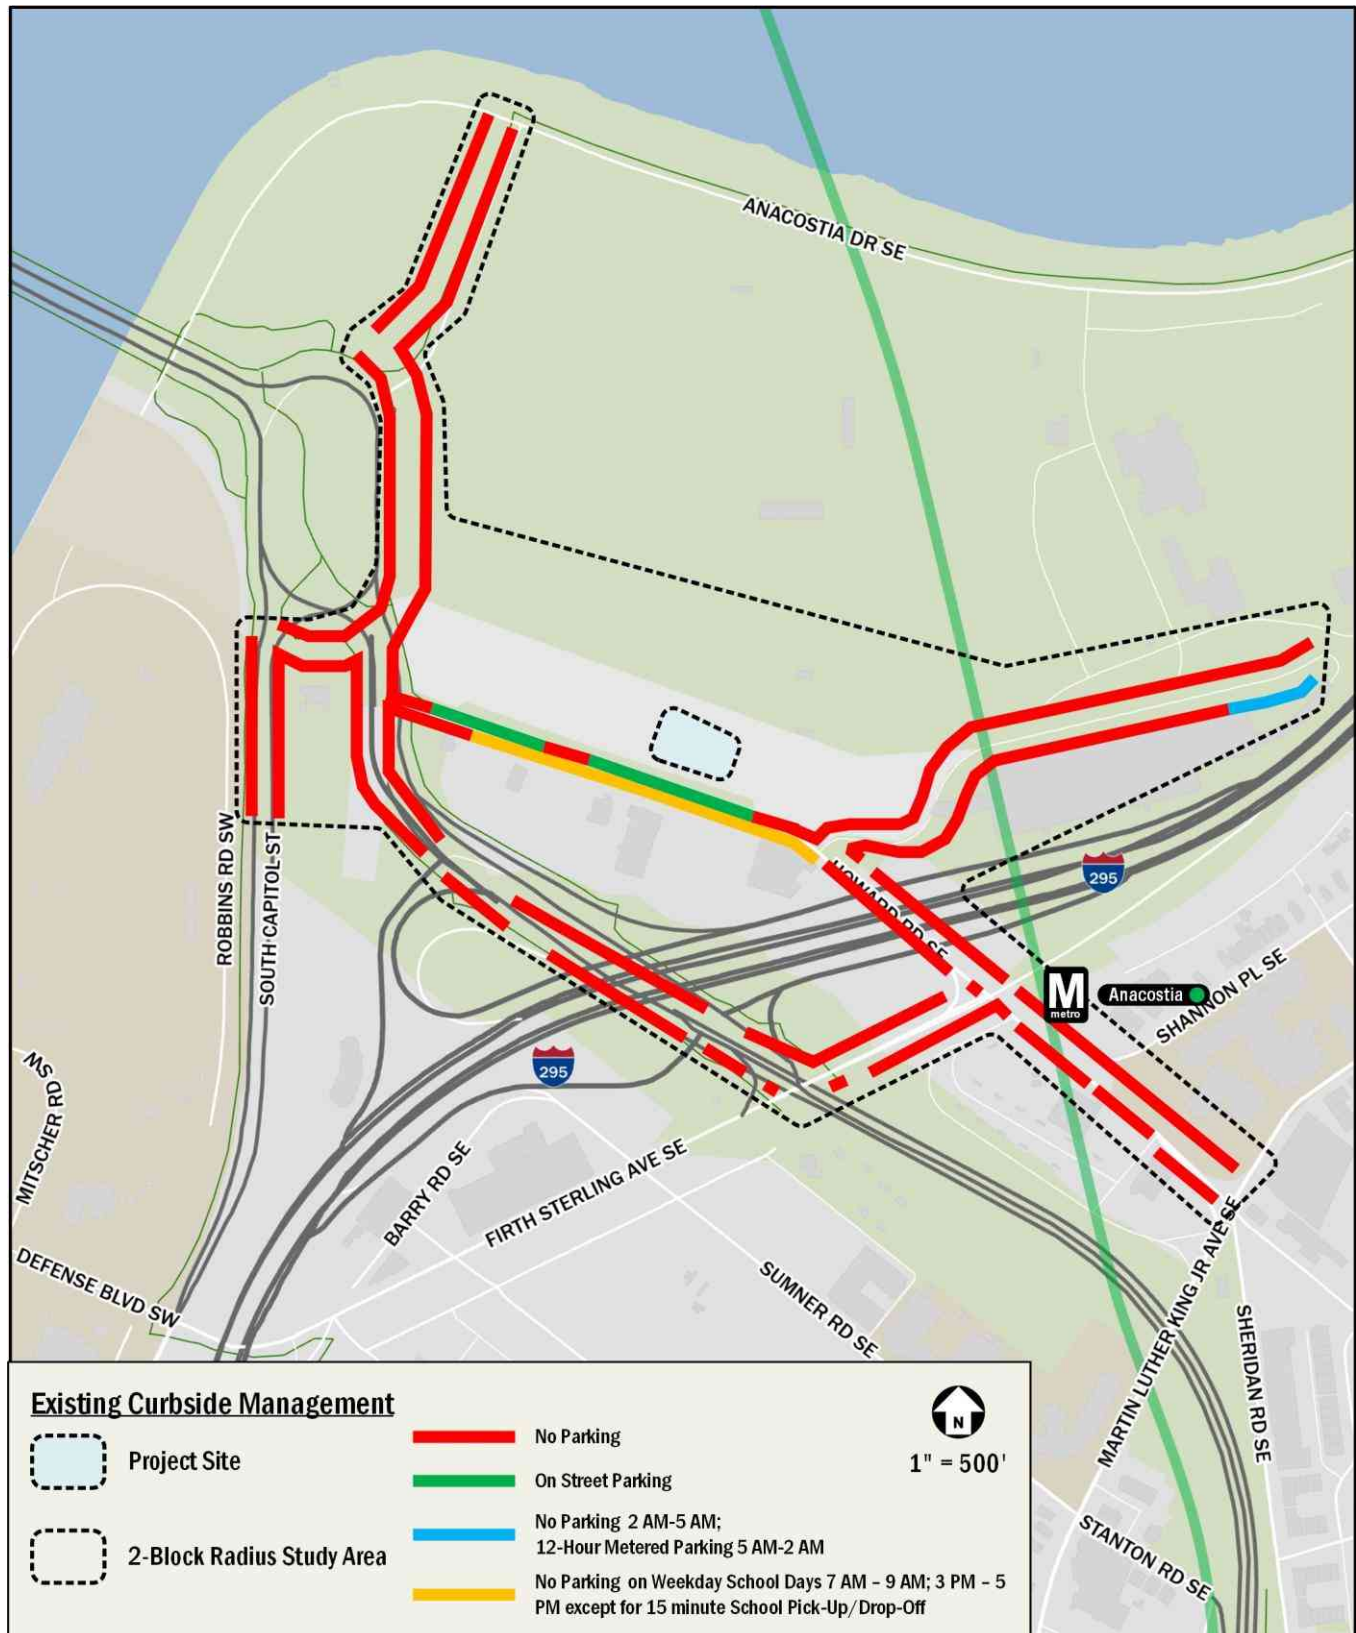 ANACOSTIA DR SE
ROBBINS RD SW
SOUTH CAPITOL ST
HOWARD RD SE
295
M
metro
Anacostia
SHANNON PL SE
295
MITSCHER RD SW
BARRY RD SE
FIRTH STERLING AVE SE
DEFENSE BLVD SW
SUMNER RD SE
MARTIN LUTHER KING JR AVE SE
SHERIDAN RD SE
STANTON RD SE
Existing Curbside Management
Project Site
2-Block Radius Study Area
No Parking
On Street Parking
No Parking 2 AM-5 AM;
12-Hour Metered Parking 5 AM-2 AM
No Parking on Weekday School Days 7 AM – 9 AM; 3 PM – 5
PM except for 15 minute School Pick-Up/Drop-Off
N
1" = 500'